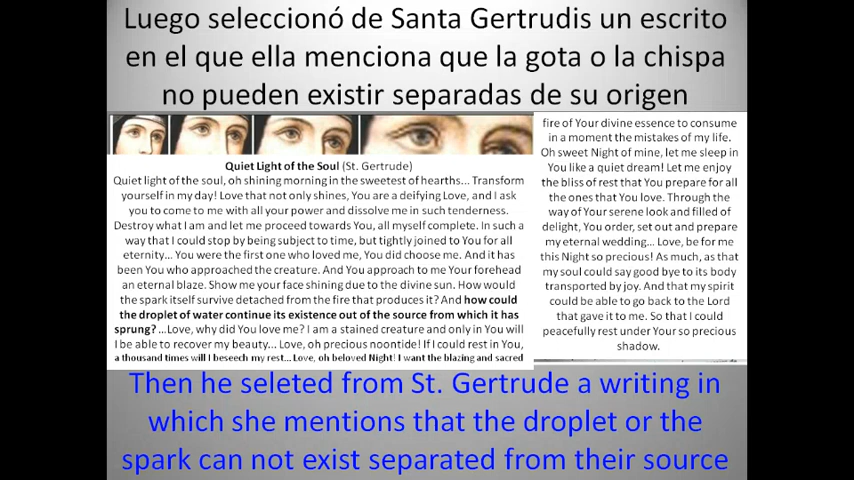 Luego seleccionó de Santa Gertrudis un escrito
en el que ella menciona que la gota o la chispa
no pueden existir separadas de su origen
Quiet Light of the Soul (St. Gertrude)
Quiet light of the soul, oh shining morning in the sweetest of hearths... Transform
yourself in my day! Love that not only shines, You are a deifying Love, and I ask
you to come to me with all your power and dissolve me in such tenderness.
Destroy what I am and let me proceed towards You, all myself complete. In such a
way that I could stop by being subject to time, but tightly joined to You for all
eternity... You were the first one who loved me, You did choose me. And it has
been You who approached the creature. And You approach to me Your forehead
an eternal blaze. Show me your face shining due to the divine sun. How would
the spark itself survive detached from the fire that produces it? And how could
the droplet of water continue its existence out of the source from which it has
sprung? ...Love, why did You love me? I am a stained creature and only in You will
I be able to recover my beauty... Love, oh precious noontide! If I could rest in You,
a thousand times will I beseech my rest... Love, oh beloved Night! I want the blazing and sacred
fire of Your divine essence to consume
in a moment the mistakes of my life.
Oh sweet Night of mine, let me sleep in
You like a quiet dream! Let me enjoy
the bliss of rest that You prepare for all
the ones that You love. Through the
way of Your serene look and filled of
delight, You order, set out and prepare
my eternal wedding... Love, be for me
this Night so precious! As much, as that
my soul could say good bye to its body
transported by joy. And that my spirit
could be able to go back to the Lord
that gave it to me. So that I could
peacefully rest under Your so precious
shadow.
Then he seleted from St. Gertrude a writing in
which she mentions that the droplet or the
spark can not exist separated from their source